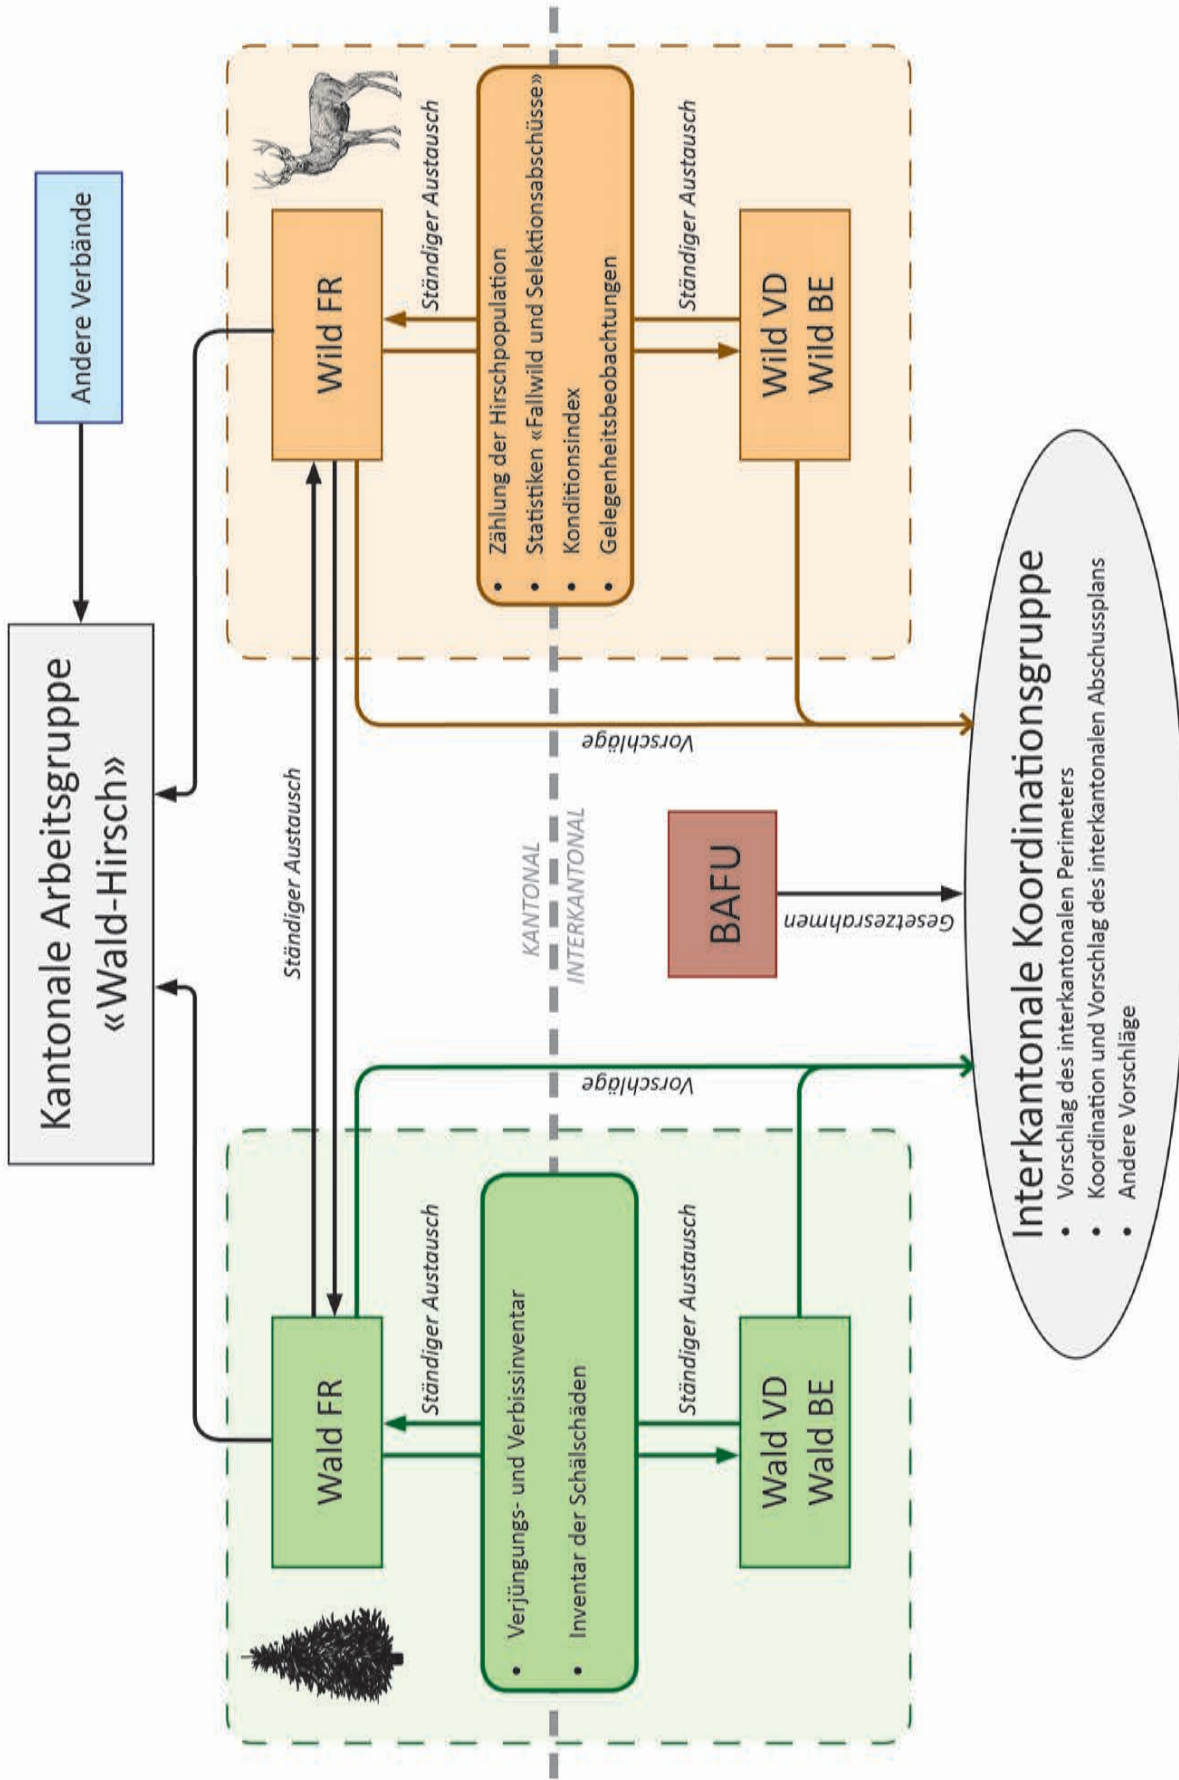 Kantonale Arbeitsgruppe
«Wald-Hirsch»
Andere Verbände
Wald FR
Ständiger Austausch
Wild FR
Ständiger Austausch
• Verjüngungs- und Verbissinventar
• Inventar der Schälschäden
Ständiger Austausch
Wald VD
Wald BE
Vorschläge
KANTONAL
INTERKANTONAL
Vorschläge
Ständiger Austausch
• Zählung der Hirschpopulation
• Statistiken «Fallwild und Selektionsabschüsse»
• Konditionsindex
• Gelegenheitsbeobachtungen
Ständiger Austausch
Wild VD
Wild BE
BAFU
Gesetzesrahmen
Interkantonale Koordinationsgruppe
• Vorschlag des interkantonalen Perimeters
• Koordination und Vorschlag des interkantonalen Abschussplans
• Andere Vorschläge